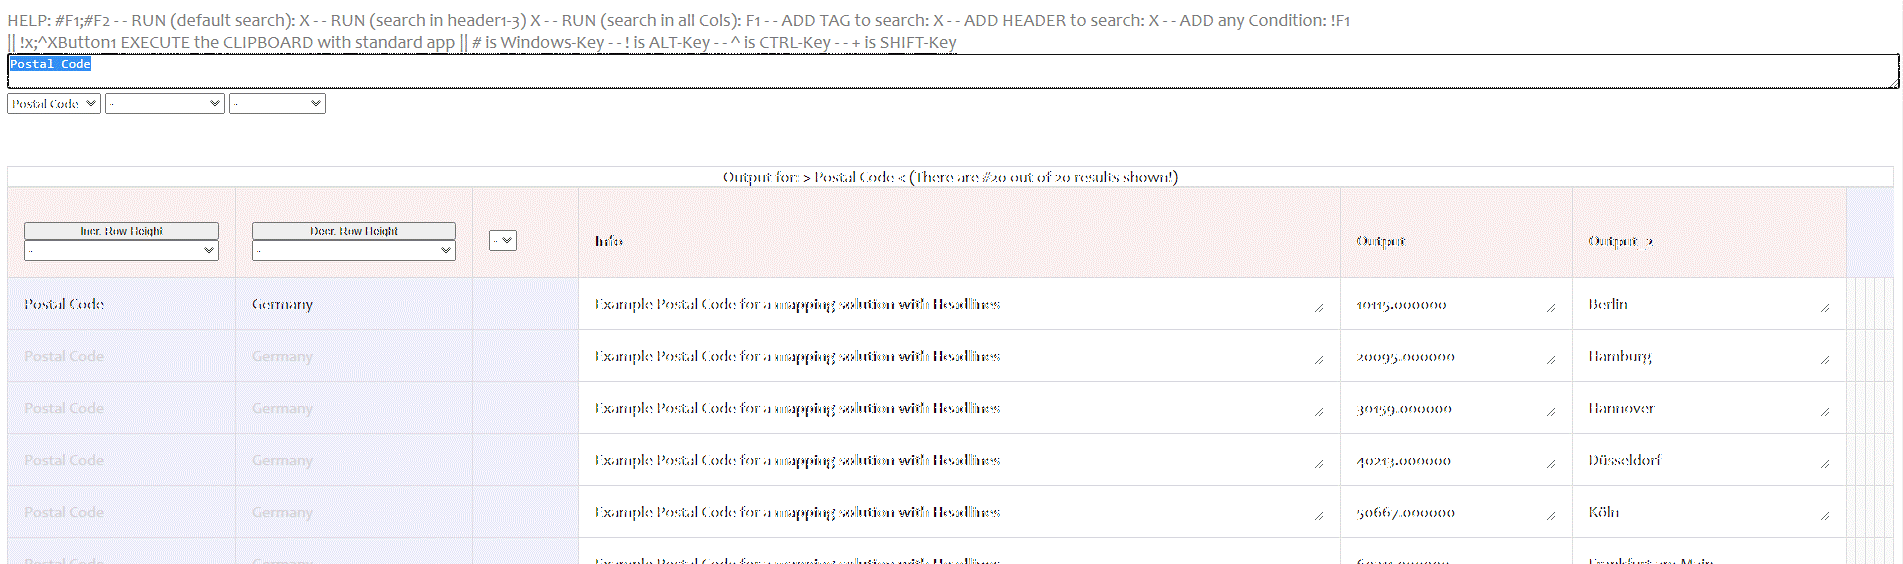 HELP: #F1;#F2 - - RUN (default search): X - - RUN (search in header1-3) X - - RUN (search in all Cols): F1 - - ADD TAG to search: X - - ADD HEADER to search: X - - ADD any Condition: !F1
|| !x;^XButton1 EXECUTE the CLIPBOARD with standard app || # is Windows-Key - - ! is ALT-Key - - ^ is CTRL-Key - - + is SHIFT-Key
Postal Code
Postal Code - -
Output for: > Postal Code < (There are #20 out of 20 results shown!)
Incr. Row Height Decr. Row Height
- - - Info Output Output_2
Postal Code Germany Example Postal Code for a mapping solution with Headlines 10115.000000 Berlin
Postal Code Germany Example Postal Code for a mapping solution with Headlines 20095.000000 Hamburg
Postal Code Germany Example Postal Code for a mapping solution with Headlines 30159.000000 Hannover
Postal Code Germany Example Postal Code for a mapping solution with Headlines 40213.000000 Düsseldorf
Postal Code Germany Example Postal Code for a mapping solution with Headlines 50667.000000 Köln
Postal Code Germany Example Postal Code for a mapping solution with Headlines Frankfurt am Main